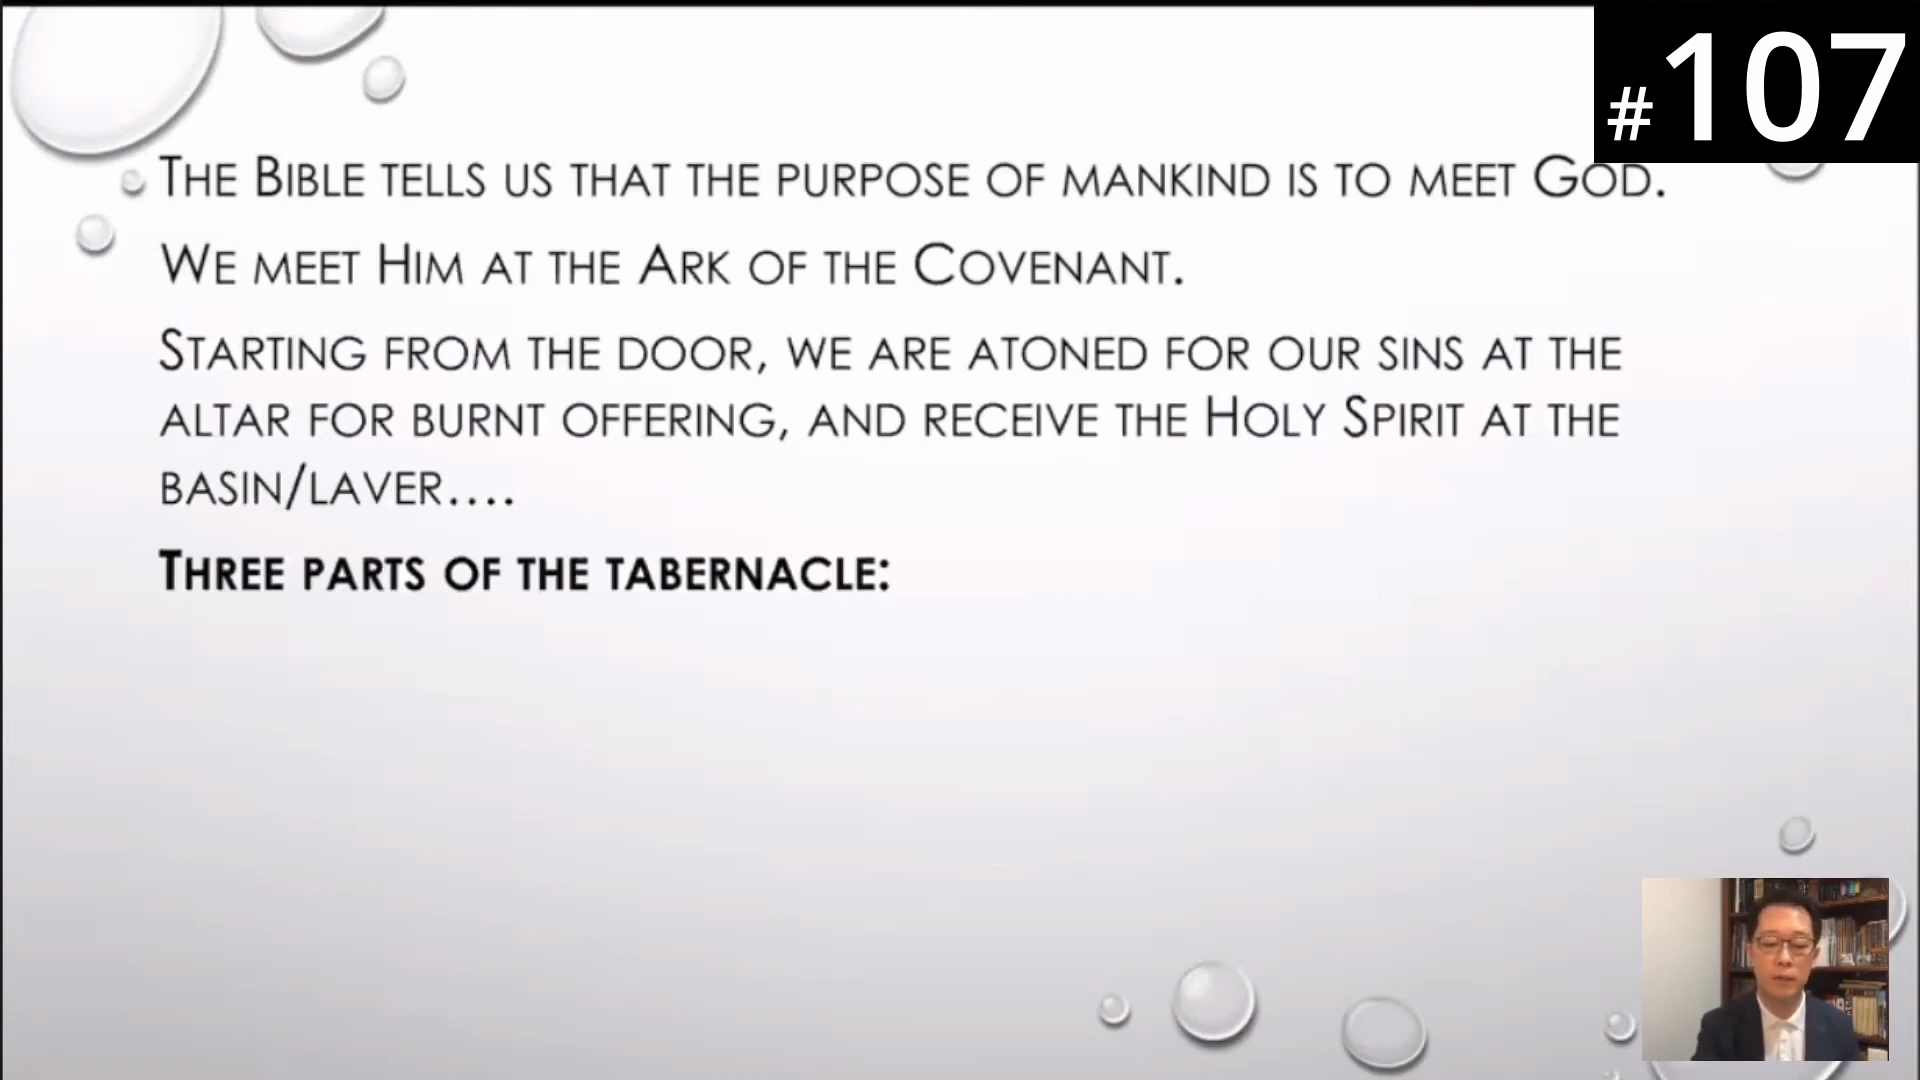 #107
The Bible tells us that the purpose of mankind is to meet God.
We meet Him at the Ark of the Covenant.
Starting from the door, we are atoned for our sins at the
altar for burnt offering, and receive the Holy Spirit at the
basin/laver....
Three parts of the tabernacle: